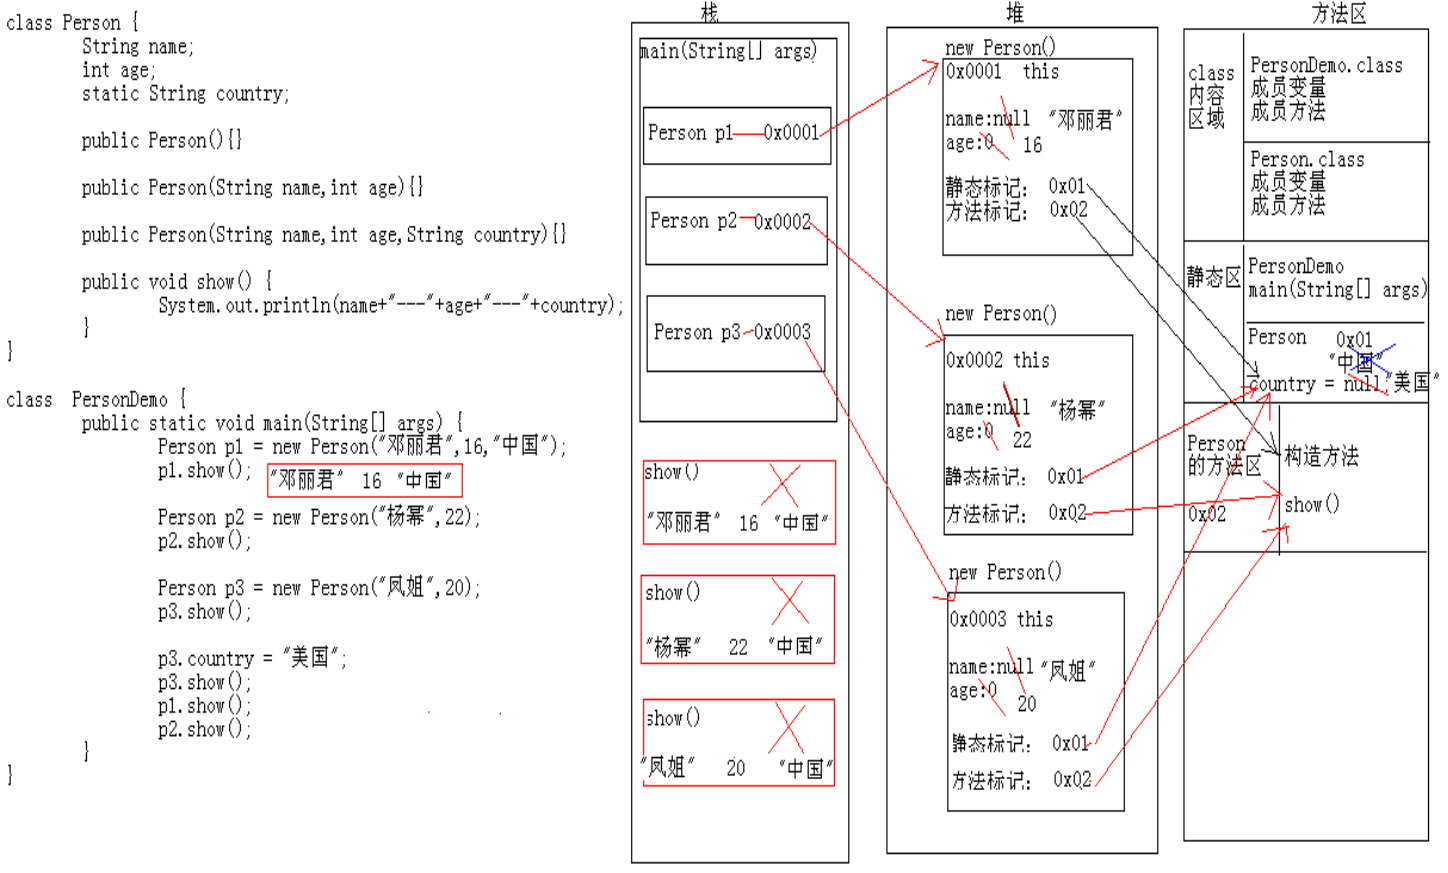 class Person {
String name;
int age;
static String country;
public Person(){}
public Person(String name,int age){}
public Person(String name,int age,String country){}
public void show() {
System.out.println(name+"---"+age+"---"+country);
}
}
class PersonDemo {
public static void main(String[] args) {
Person p1 = new Person("邓丽君",16,"中国");
p1.show();
"邓丽君" 16 "中国"
Person p2 = new Person("杨幂",22);
p2.show();
Person p3 = new Person("凤姐",20);
p3.show();
p3.country = "美国";
p3.show();
p1.show();
p2.show();
}
}
栈
main(String[] args)
Person p1 0x0001
Person p2 0x0002
Person p3 0x0003
show()
"邓丽君" 16 "中国"
show()
"杨幂" 22 "中国"
show()
"凤姐" 20 "中国"
堆
new Person()
0x0001 this
name:null "邓丽君"
age:0 16
静态标记: 0x01
方法标记: 0x02
new Person()
0x0002 this
name:null "杨幂"
age:0 22
静态标记: 0x01
方法标记: 0x02
new Person()
0x0003 this
name:null "凤姐"
age:0 20
静态标记: 0x01
方法标记: 0x02
方法区
class
内容
区域
PersonDemo.class
成员变量
成员方法
Person.class
成员变量
成员方法
静态区
PersonDemo
main(String[] args)
Person 0x01
"中国"
country = null "美国"
Person
的方法区
0x02
构造方法
show()